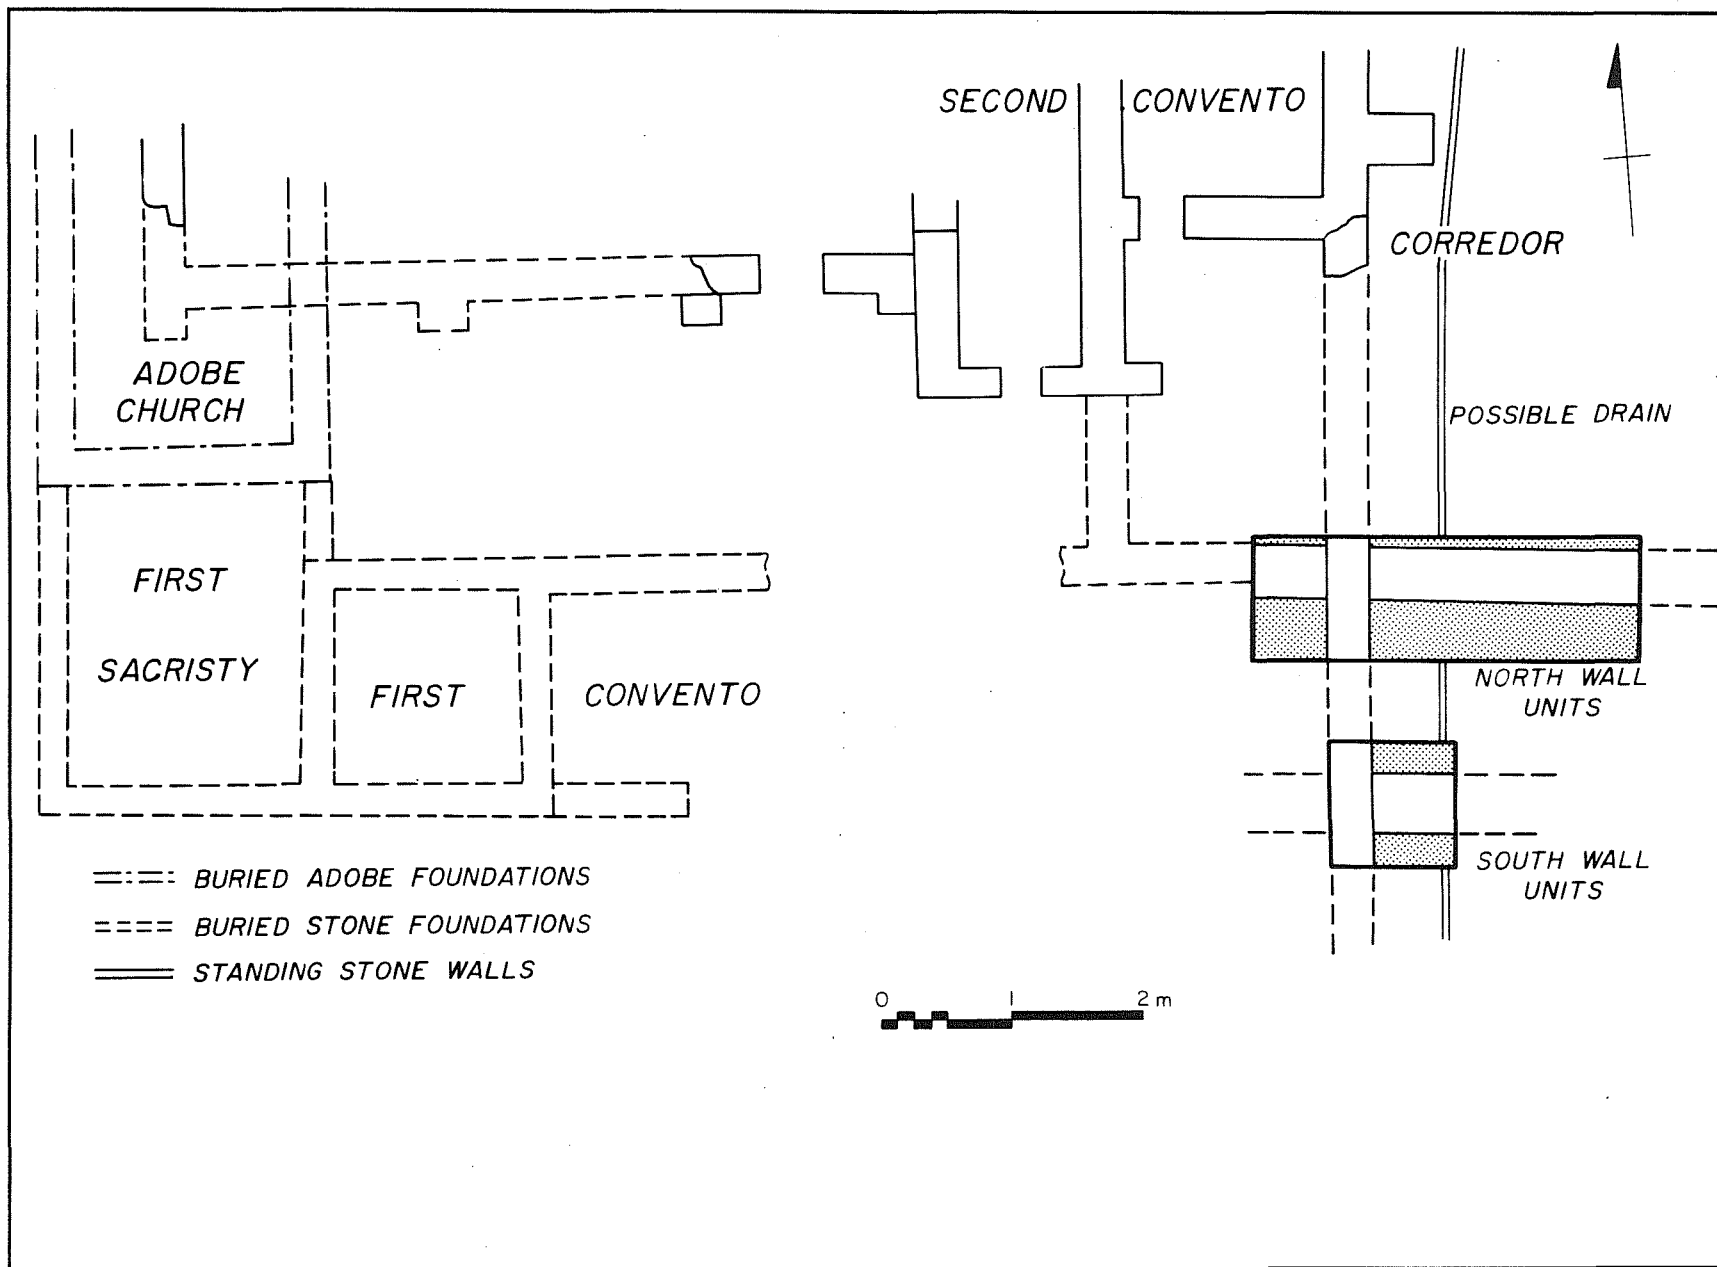 SECOND CONVENTO
CORREDOR
ADOBE
CHURCH
POSSIBLE DRAIN
FIRST
SACRISTY
FIRST CONVENTO
NORTH WALL
UNITS
SOUTH WALL
UNITS
BURIED ADOBE FOUNDATIONS
BURIED STONE FOUNDATIONS
STANDING STONE WALLS
0 1 2 m